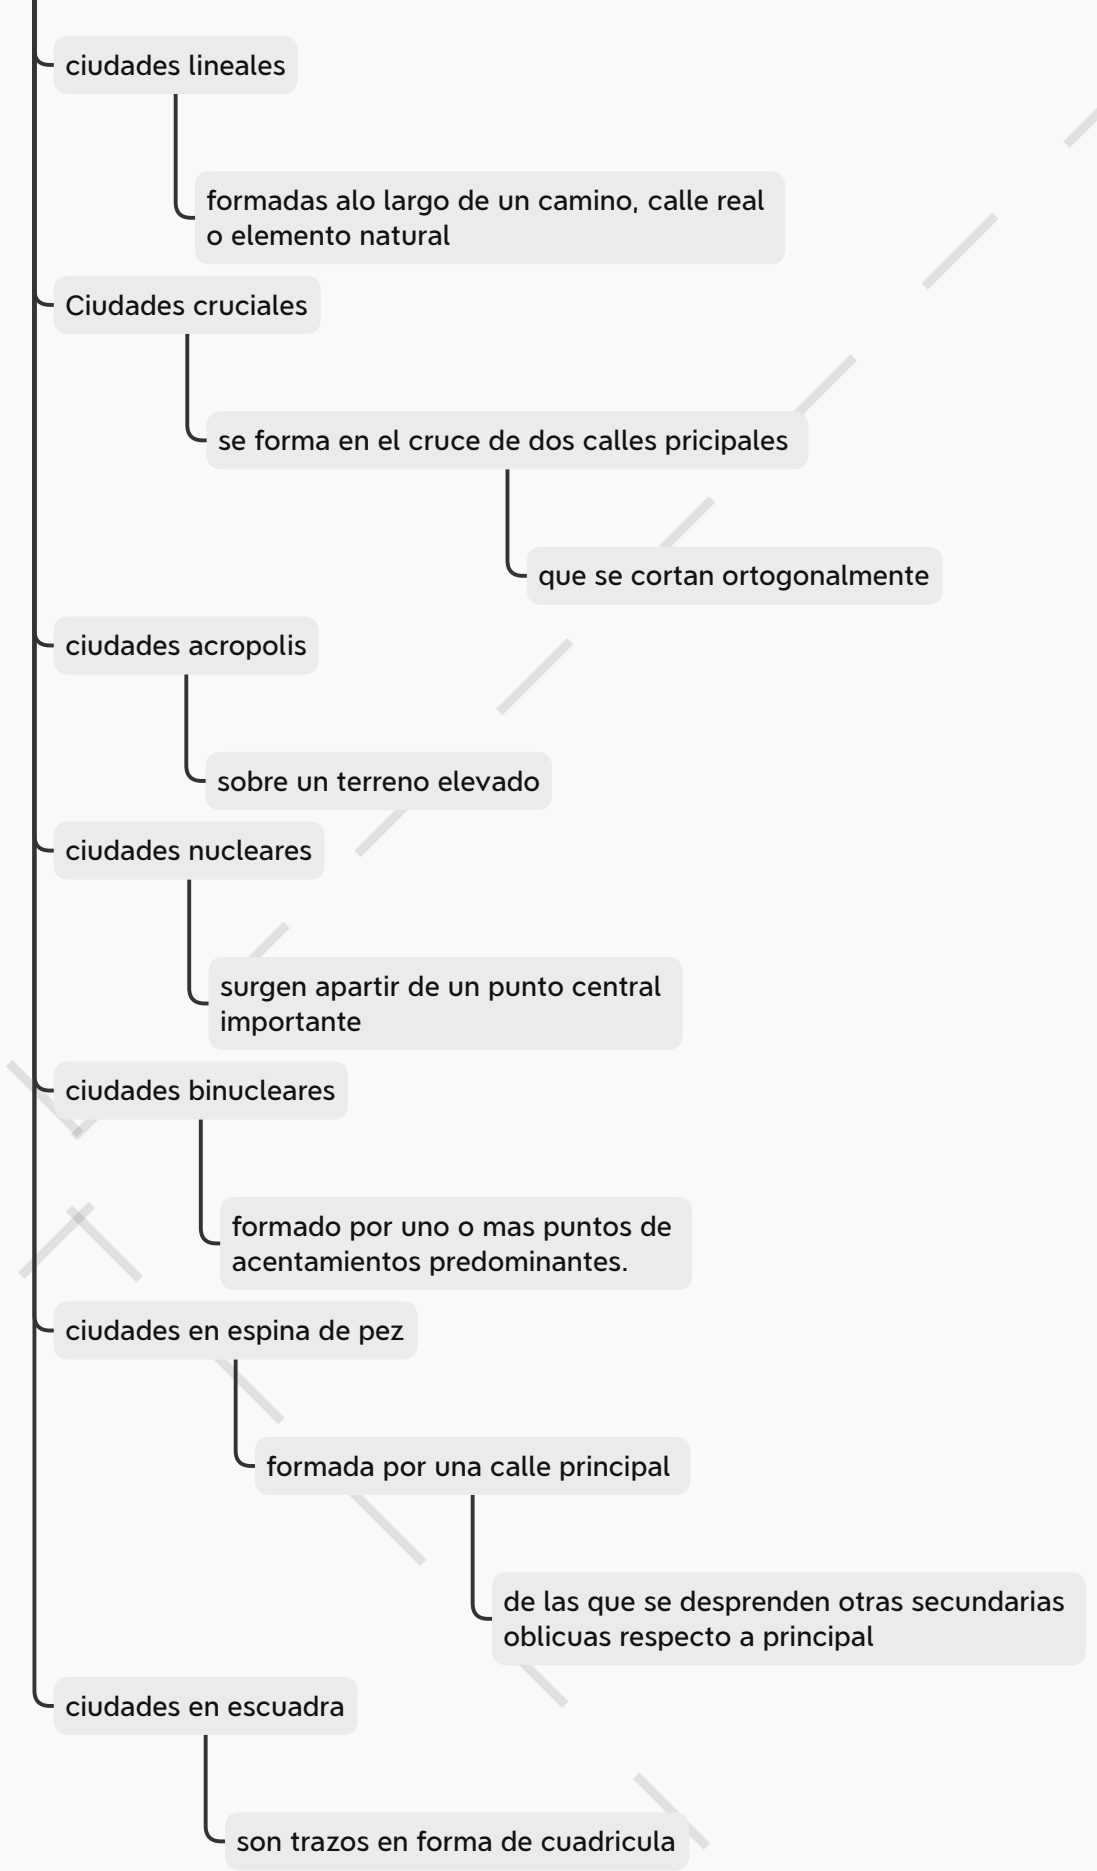 ciudades lineales
formadas alo largo de un camino, calle real
o elemento natural
Ciudades cruciales
se forma en el cruce de dos calles pricipales
que se cortan ortogonalmente
ciudades acropolis
sobre un terreno elevado
ciudades nucleares
surgen apartir de un punto central
importante
ciudades binucleares
formado por uno o mas puntos de
acentamientos predominantes.
ciudades en espina de pez
formada por una calle principal
de las que se desprenden otras secundarias
oblicuas respecto a principal
ciudades en escuadra
son trazos en forma de cuadricula